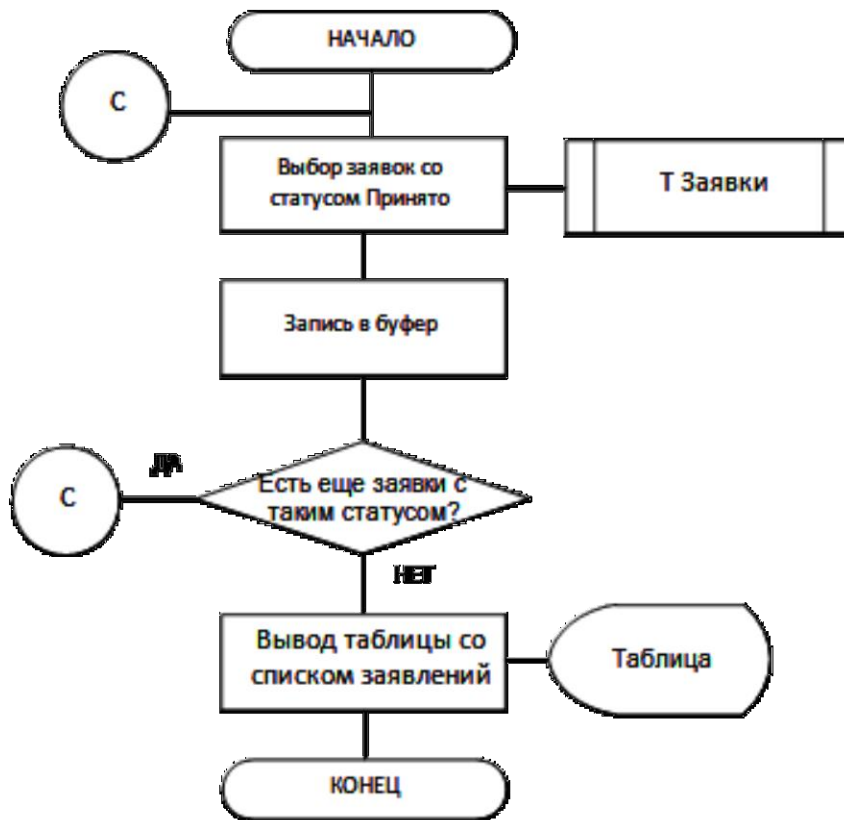 НАЧАЛО
С
Выбор заявок со
статусом Принято
Т Заявки
Запись в буфер
ДА
С
Есть еще заявки с
таким статусом?
НЕТ
Вывод таблицы со
списком заявлений
Таблица
КОНЕЦ